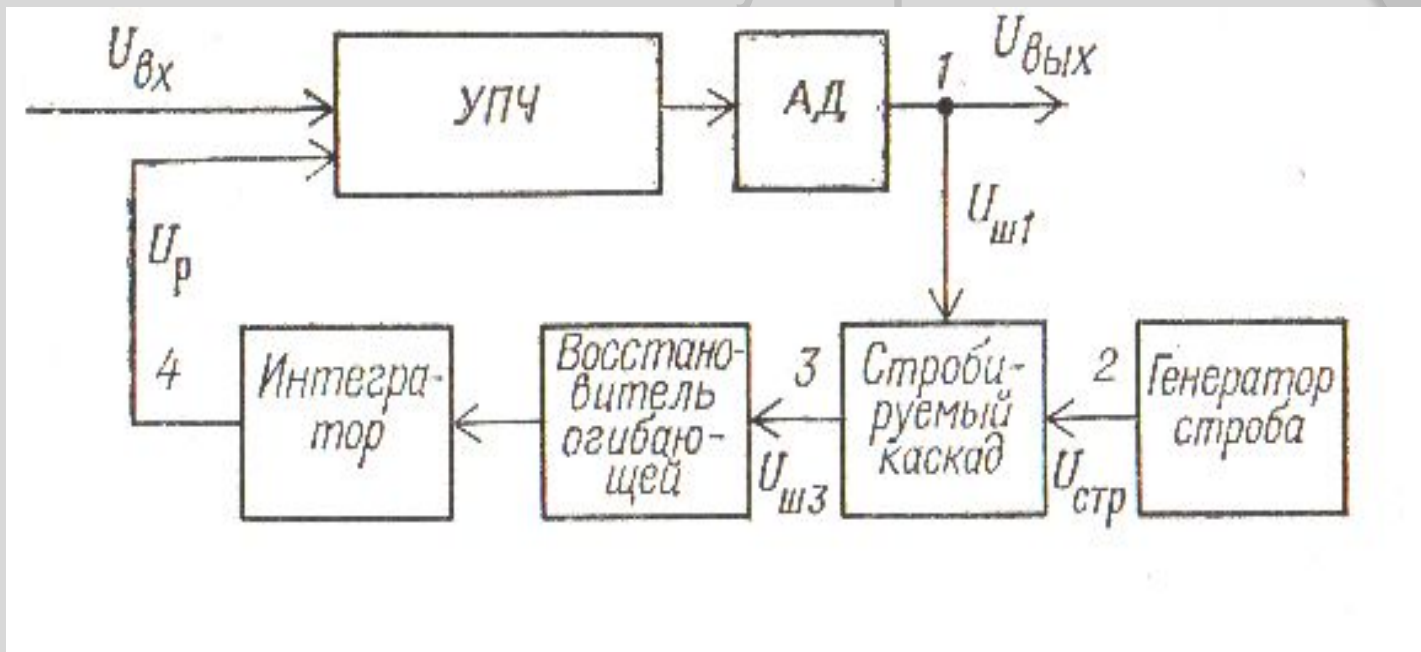 Uвх
УПЧ
АД
1
Uвых
Uш1
Uр
4
Интегра-
тор
Восстано-
витель
огибаю-
щей
3
Uш3
Строби-
руемый
каскад
2
Uстр
Генератор
строба